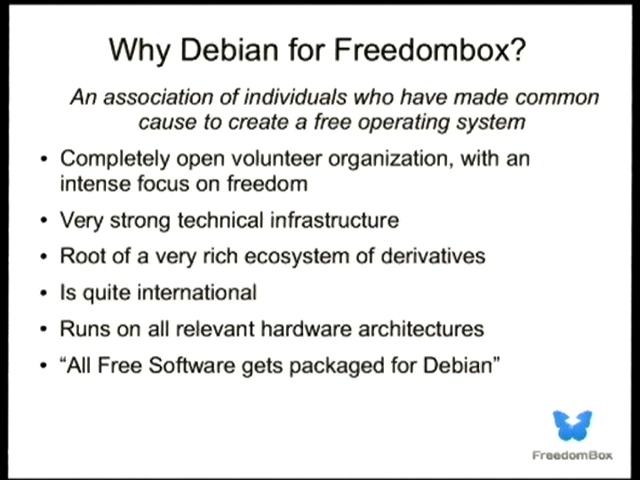 Why Debian for Freedombox?
An association of individuals who have made common
cause to create a free operating system
• Completely open volunteer organization, with an
intense focus on freedom
• Very strong technical infrastructure
• Root of a very rich ecosystem of derivatives
• Is quite international
• Runs on all relevant hardware architectures
• “All Free Software gets packaged for Debian”
FreedomBox